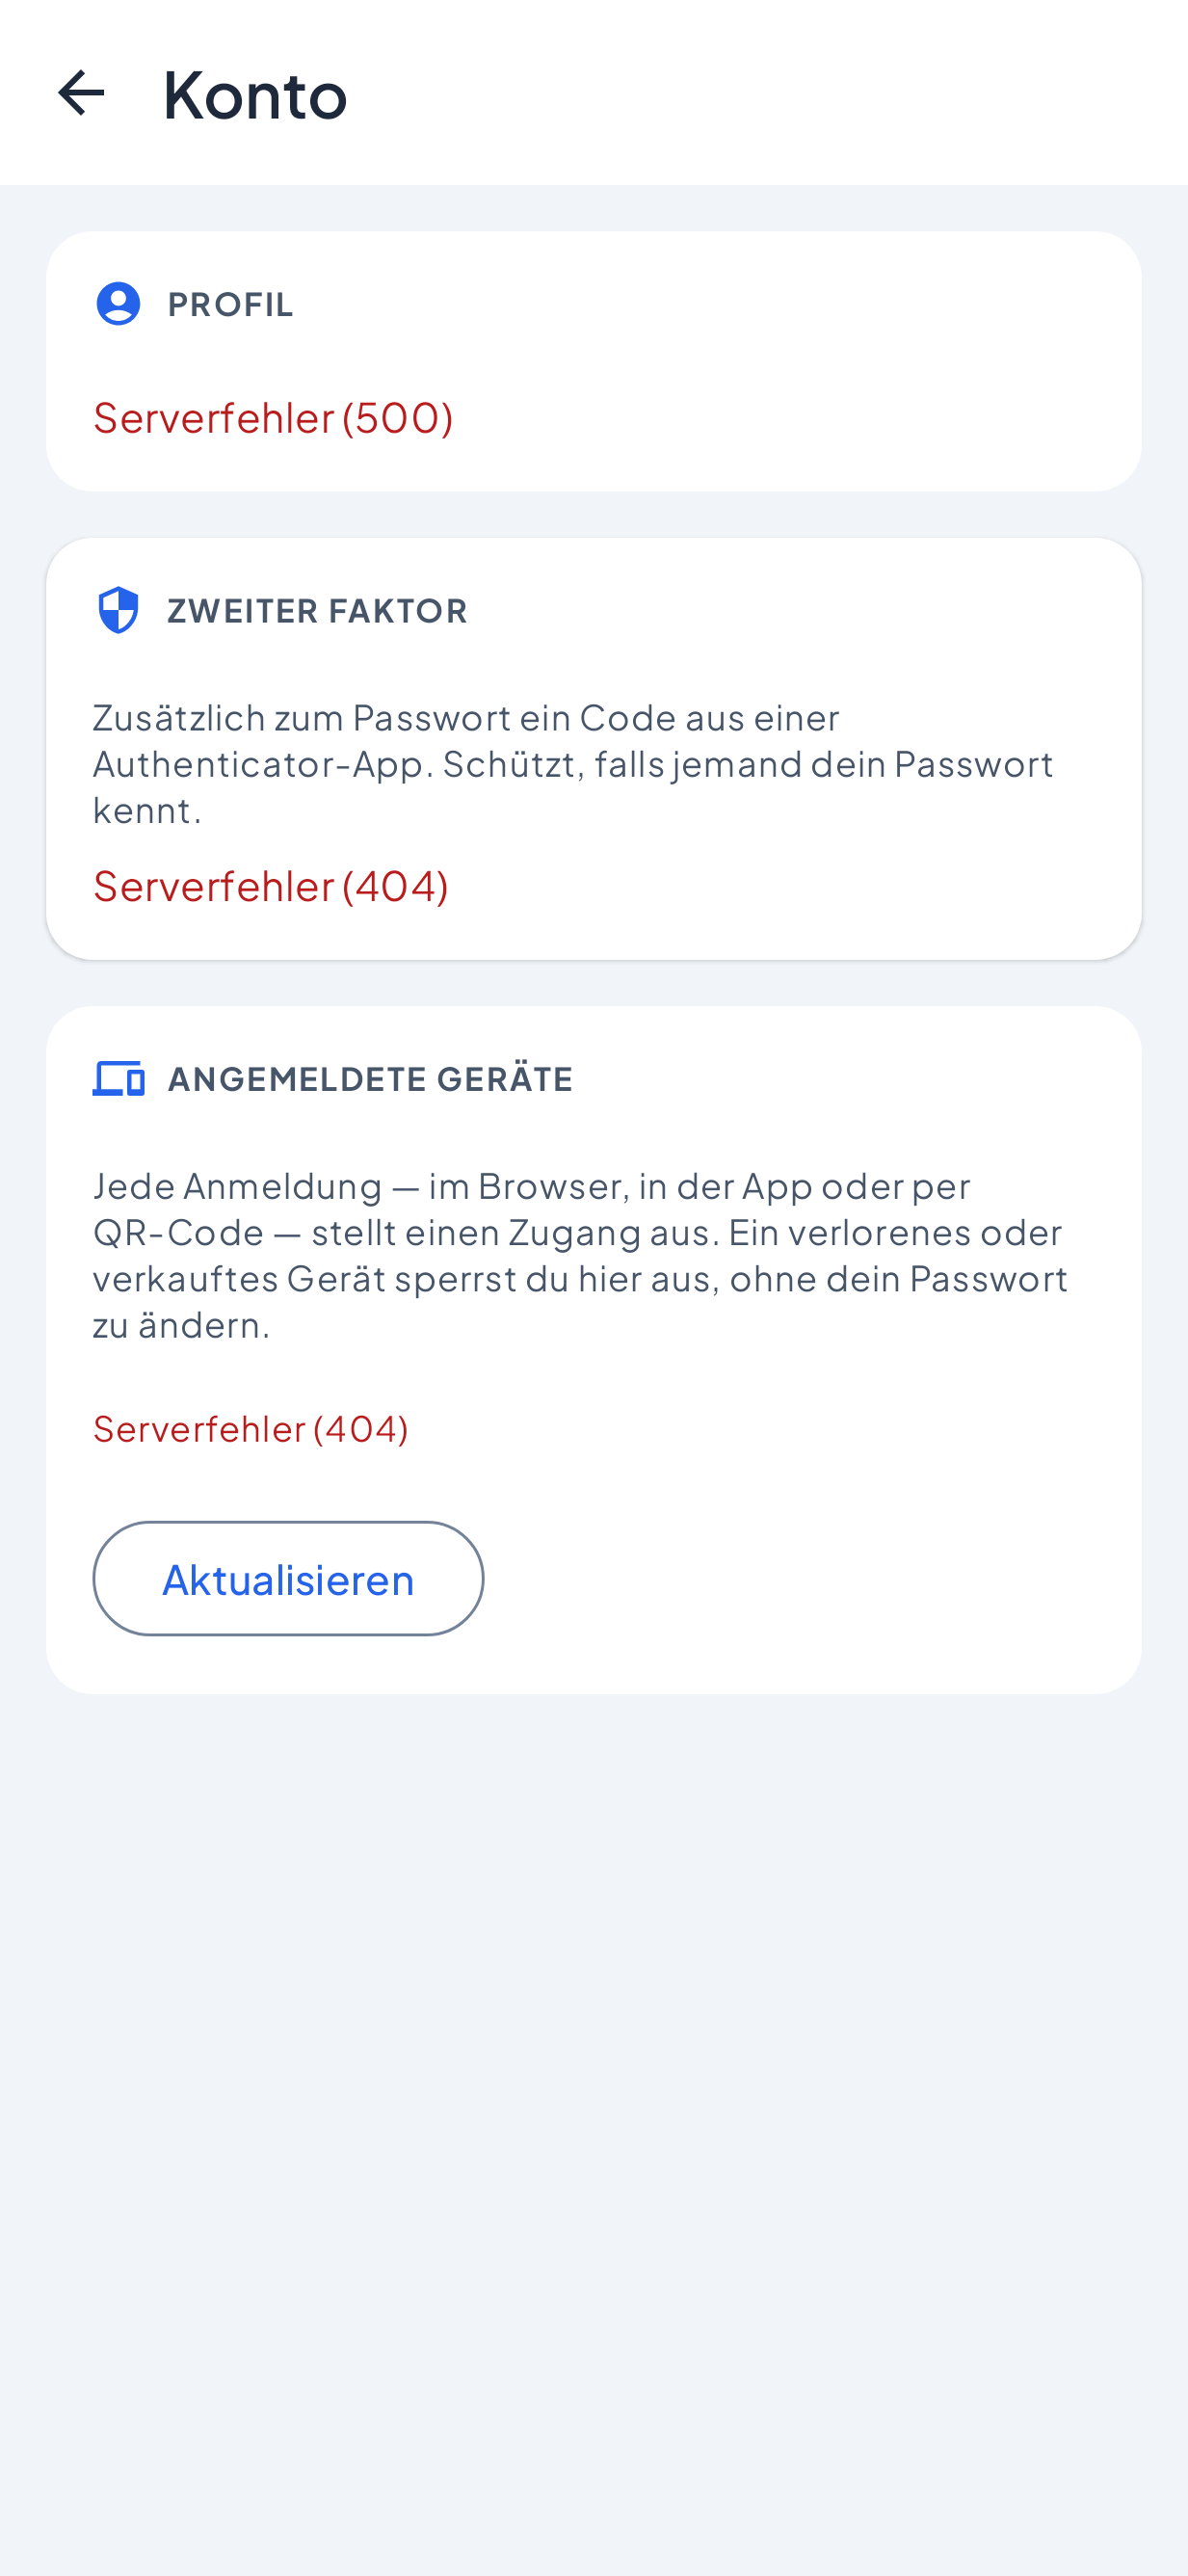 Konto
PROFIL
Serverfehler (500)
ZWEITER FAKTOR
Zusätzlich zum Passwort ein Code aus einer
Authenticator-App. Schützt, falls jemand dein Passwort
kennt.
Serverfehler (404)
ANGEMELDETE GERÄTE
Jede Anmeldung — im Browser, in der App oder per
QR-Code — stellt einen Zugang aus. Ein verlorenes oder
verkauftes Gerät sperrst du hier aus, ohne dein Passwort
zu ändern.
Serverfehler (404)
Aktualisieren